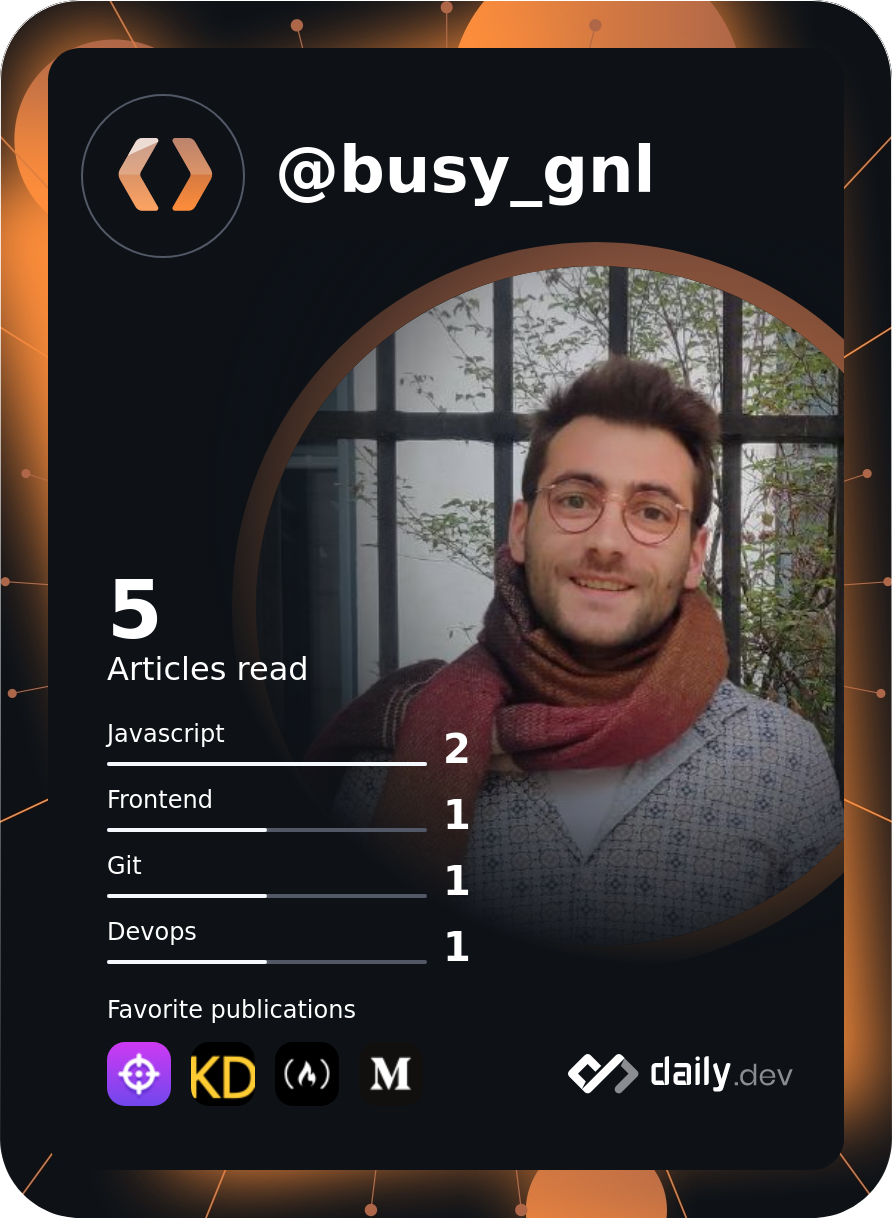 @busy_gnl
5
Articles read
Javascript
2
Frontend
1
Git
1
Devops
1
Favorite publications
KD
M
daily.dev